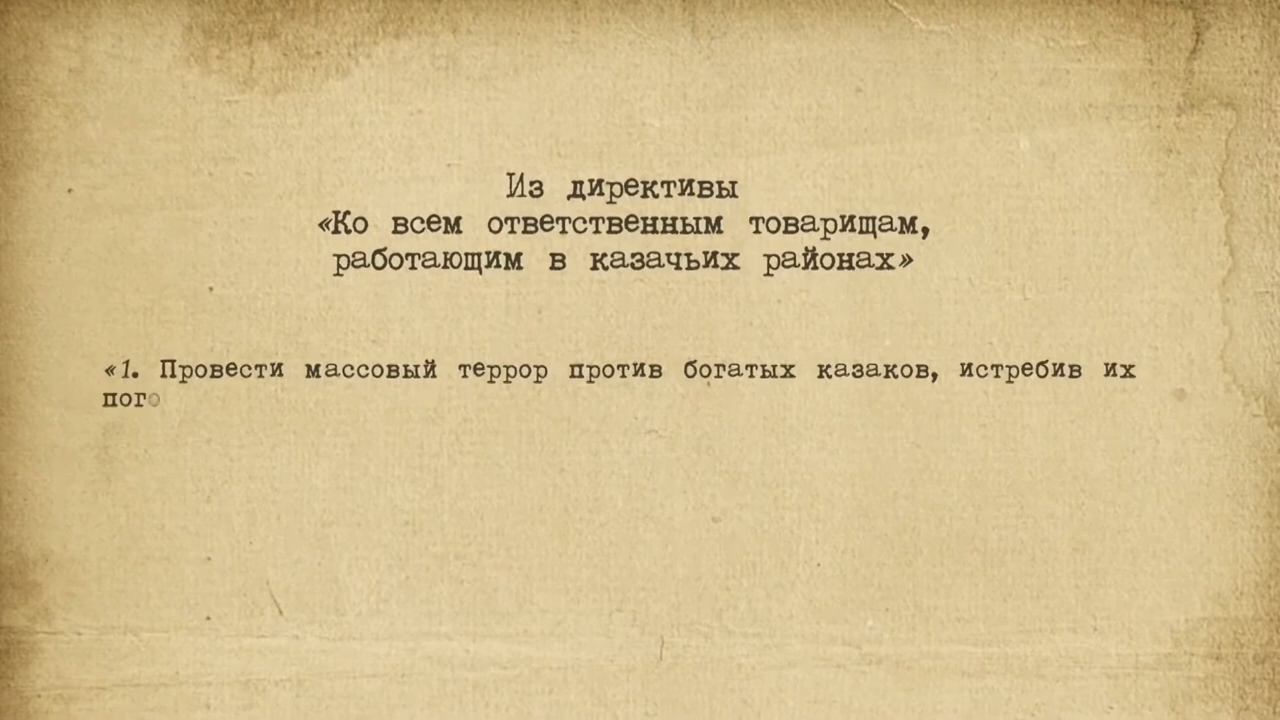 Из директивы
«Ко всем ответственным товарищам,
работающим в казачьих районах»
«1. Провести массовый террор против богатых казаков, истребив их
пого